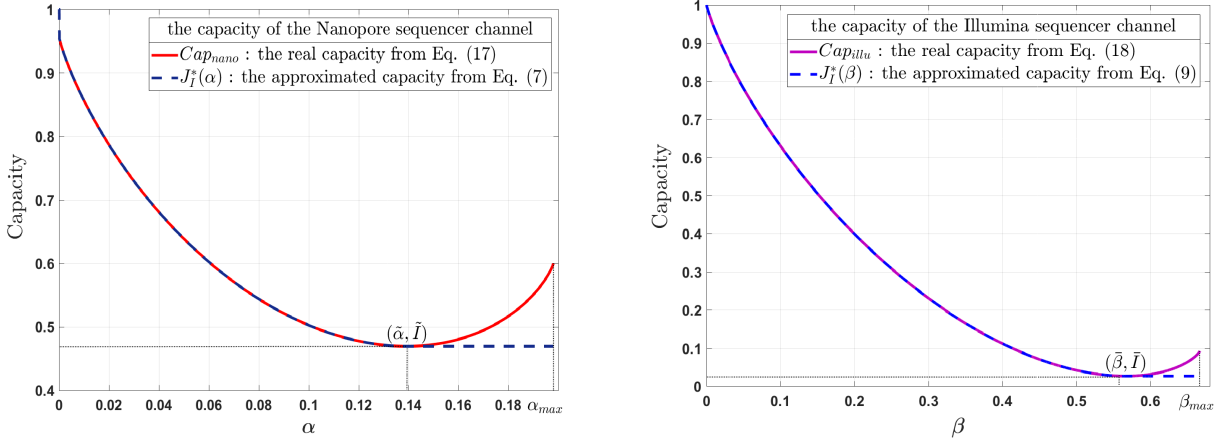 the capacity of the Nanopore sequencer channel
Cap_nano : the real capacity from Eq. (17)
J*_I(α) : the approximated capacity from Eq. (7)
1
0.9
0.8
0.7
0.6
0.5
0.4
Capacity
(α̃, Ĩ)
0 0.02 0.04 0.06 0.08 0.1 0.12 0.14 0.16 0.18 α_max
α
the capacity of the Illumina sequencer channel
Cap_illu : the real capacity from Eq. (18)
J*_I(β) : the approximated capacity from Eq. (9)
1
0.9
0.8
0.7
0.6
0.5
0.4
0.3
0.2
0.1
0
Capacity
(β̄, Ī)
0 0.1 0.2 0.3 0.4 0.5 0.6 β_max
β